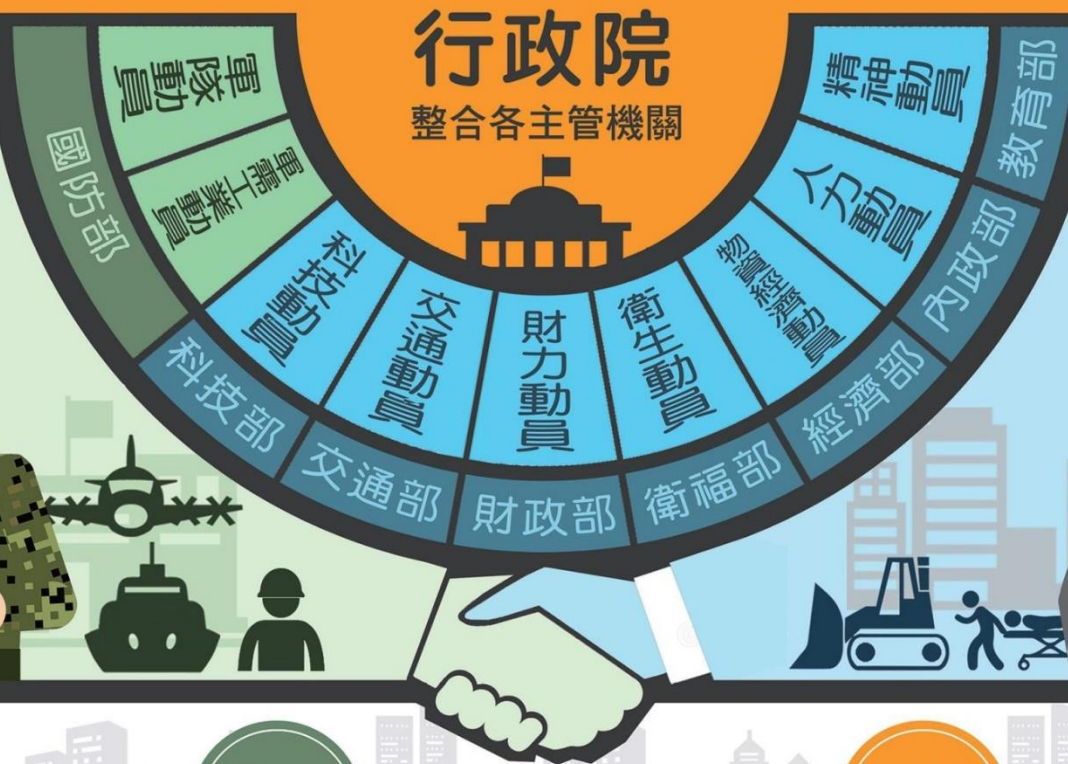 行政院
整合各主管機關
軍隊動員
軍需工業動員
科技動員
交通動員
財力動員
衛生動員
物資經濟動員
人力動員
精神動員
國防部
科技部
交通部
財政部
衛福部
經濟部
內政部
教育部